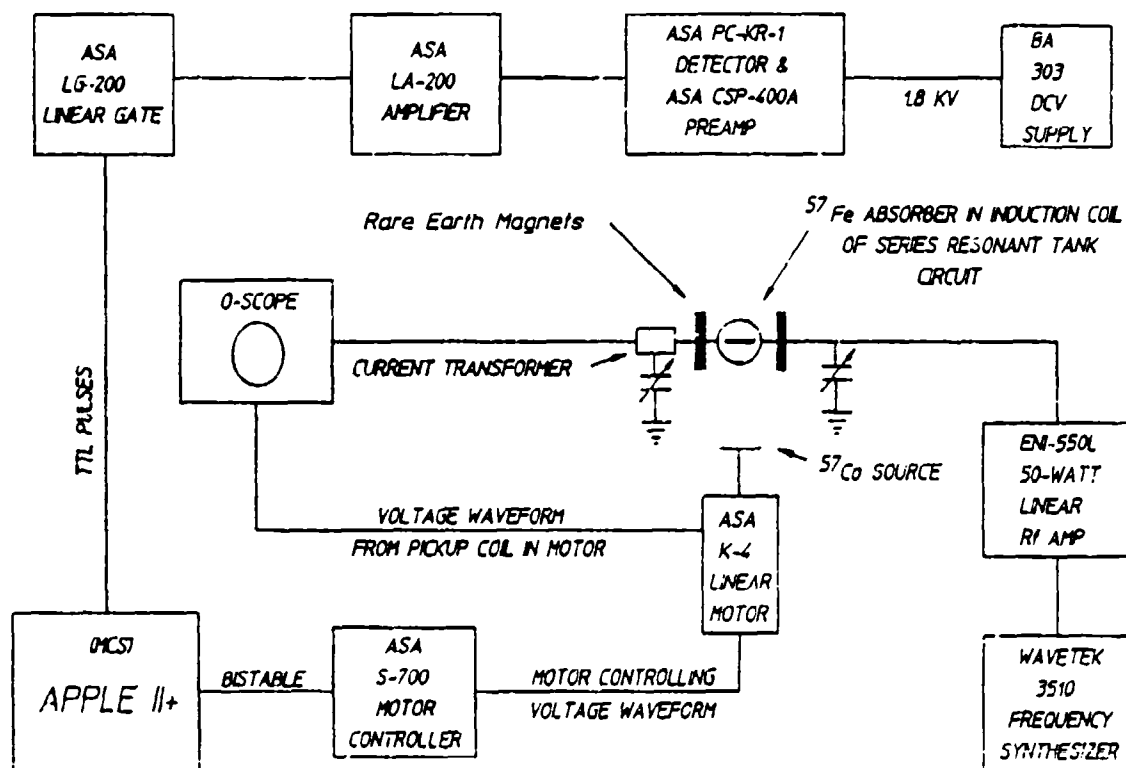 ASA
LG-200
LINEAR GATE
ASA
LA-200
AMPLIFIER
ASA PC-KR-1
DETECTOR &
ASA CSP-400A
PREAMP
1.8 KV
BA
303
DCV
SUPPLY
Rare Earth Magnets
57Fe ABSORBER IN INDUCTION COIL
OF SERIES RESONANT TANK
CIRCUIT
O-SCOPE
CURRENT TRANSFORMER
TTL PULSES
57Co SOURCE
VOLTAGE WAVEFORM
FROM PICKUP COIL IN MOTOR
ASA
K-4
LINEAR
MOTOR
ENI-550L
50-WATT
LINEAR
Rf AMP
(MCS)
APPLE II+
BISTABLE
ASA
S-700
MOTOR
CONTROLLER
MOTOR CONTROLLING
VOLTAGE WAVEFORM
WAVETEK
3510
FREQUENCY
SYNTHESIZER